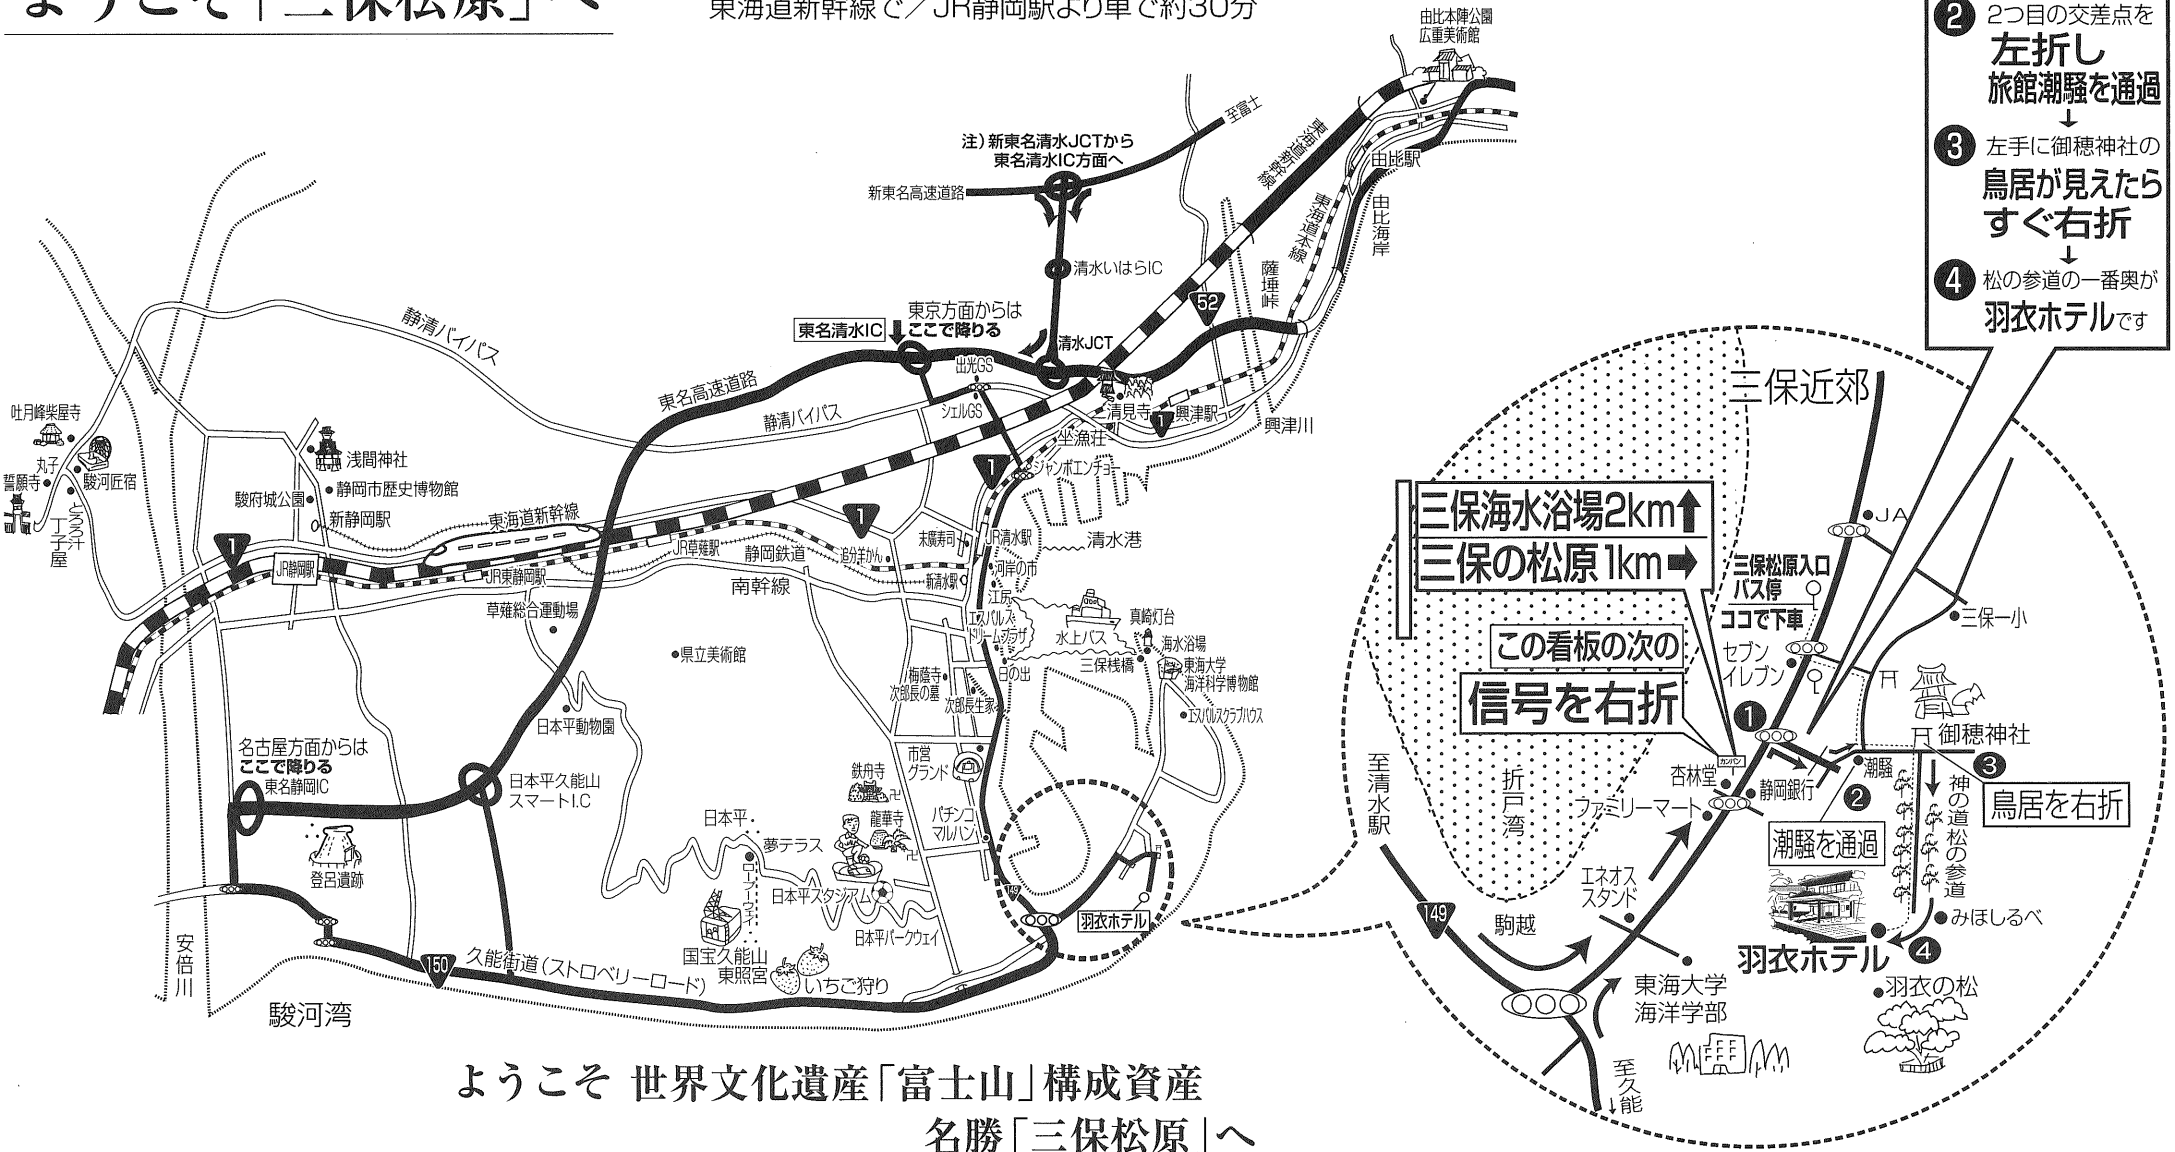 ようこそ「三保松原」へ
東海道新幹線で／JR静岡駅より車で約30分
由比本陣公園
広重美術館
至富士
注）新東名清水JCTから
東名清水IC方面へ
新東名高速道路
清水いはらIC
東海道新幹線
東海道本線
由比駅
由比海岸
薩埵峠
52
東京方面からは
ここで降りる
東名清水IC
清水JCT
出光GS
シェルGS
静清バイパス
東名高速道路
静清バイパス
清見寺
坐漁荘
1
興津駅
興津川
ジャンボエンチョー
1
吐月峰柴屋寺
丸子
駿河匠宿
誓願寺
とろろ汁
丁子屋
浅間神社
静岡市歴史博物館
駿府城公園
新静岡駅
1
JR静岡駅
東海道新幹線
JR東静岡駅
JR草薙駅
静岡鉄道
1
追分羊かん
末廣寿司
JR清水駅
河岸の市
新清水駅
清水港
南幹線
草薙総合運動場
県立美術館
江尻
エスパルス
ドリームプラザ
水上バス
日の出
三保桟橋
真崎灯台
海水浴場
東海大学
海洋科学博物館
エスパルスクラブハウス
梅蔭寺
次郎長の墓
次郎長生家
日本平動物園
市営
グランド
名古屋方面からは
ここで降りる
東名静岡IC
日本平久能山
スマートI.C
鉄舟寺
龍華寺
パチンコ
マルハン
日本平
夢テラス
ロープーウェイ
登呂遺跡
日本平スタジアム
日本平パークウェイ
国宝久能山
東照宮
いちご狩り
149
羽衣ホテル
安倍川
150
久能街道（ストロベリーロード）
駿河湾
ようこそ 世界文化遺産「富士山」構成資産
名勝「三保松原」へ
2 2つ目の交差点を
左折し
旅館潮騒を通過
↓
3 左手に御穂神社の
鳥居が見えたら
すぐ右折
↓
4 松の参道の一番奥が
羽衣ホテルです
三保近郊
JA
三保海水浴場2km↑
三保の松原1km➡
三保松原入口
バス停
ココで下車
セブン
イレブン
三保一小
この看板の次の
信号を右折
1
カンバン
御穂神社
3
鳥居を右折
潮騒
2
潮騒を通過
杏林堂
静岡銀行
ファミリーマート
折戸湾
至清水駅
神の道松の参道
エネオス
スタンド
149
駒越
みほしるべ
羽衣ホテル
4
羽衣の松
東海大学
海洋学部
至久能